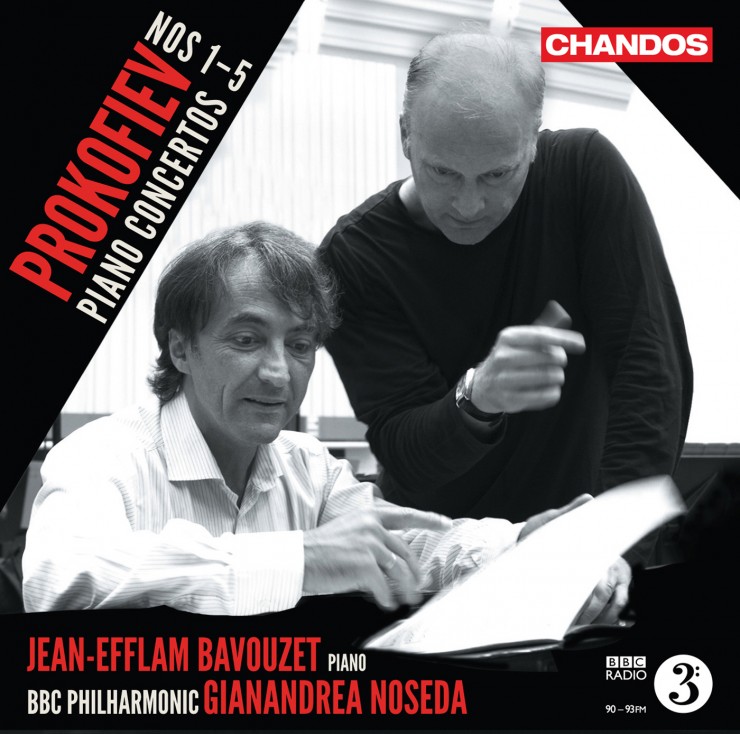 PROKOFIEV
PIANO CONCERTOS
NOS 1–5
CHANDOS
JEAN-EFFLAM BAVOUZET PIANO
BBC PHILHARMONIC GIANANDREA NOSEDA
BBC
RADIO
3
90 – 93FM